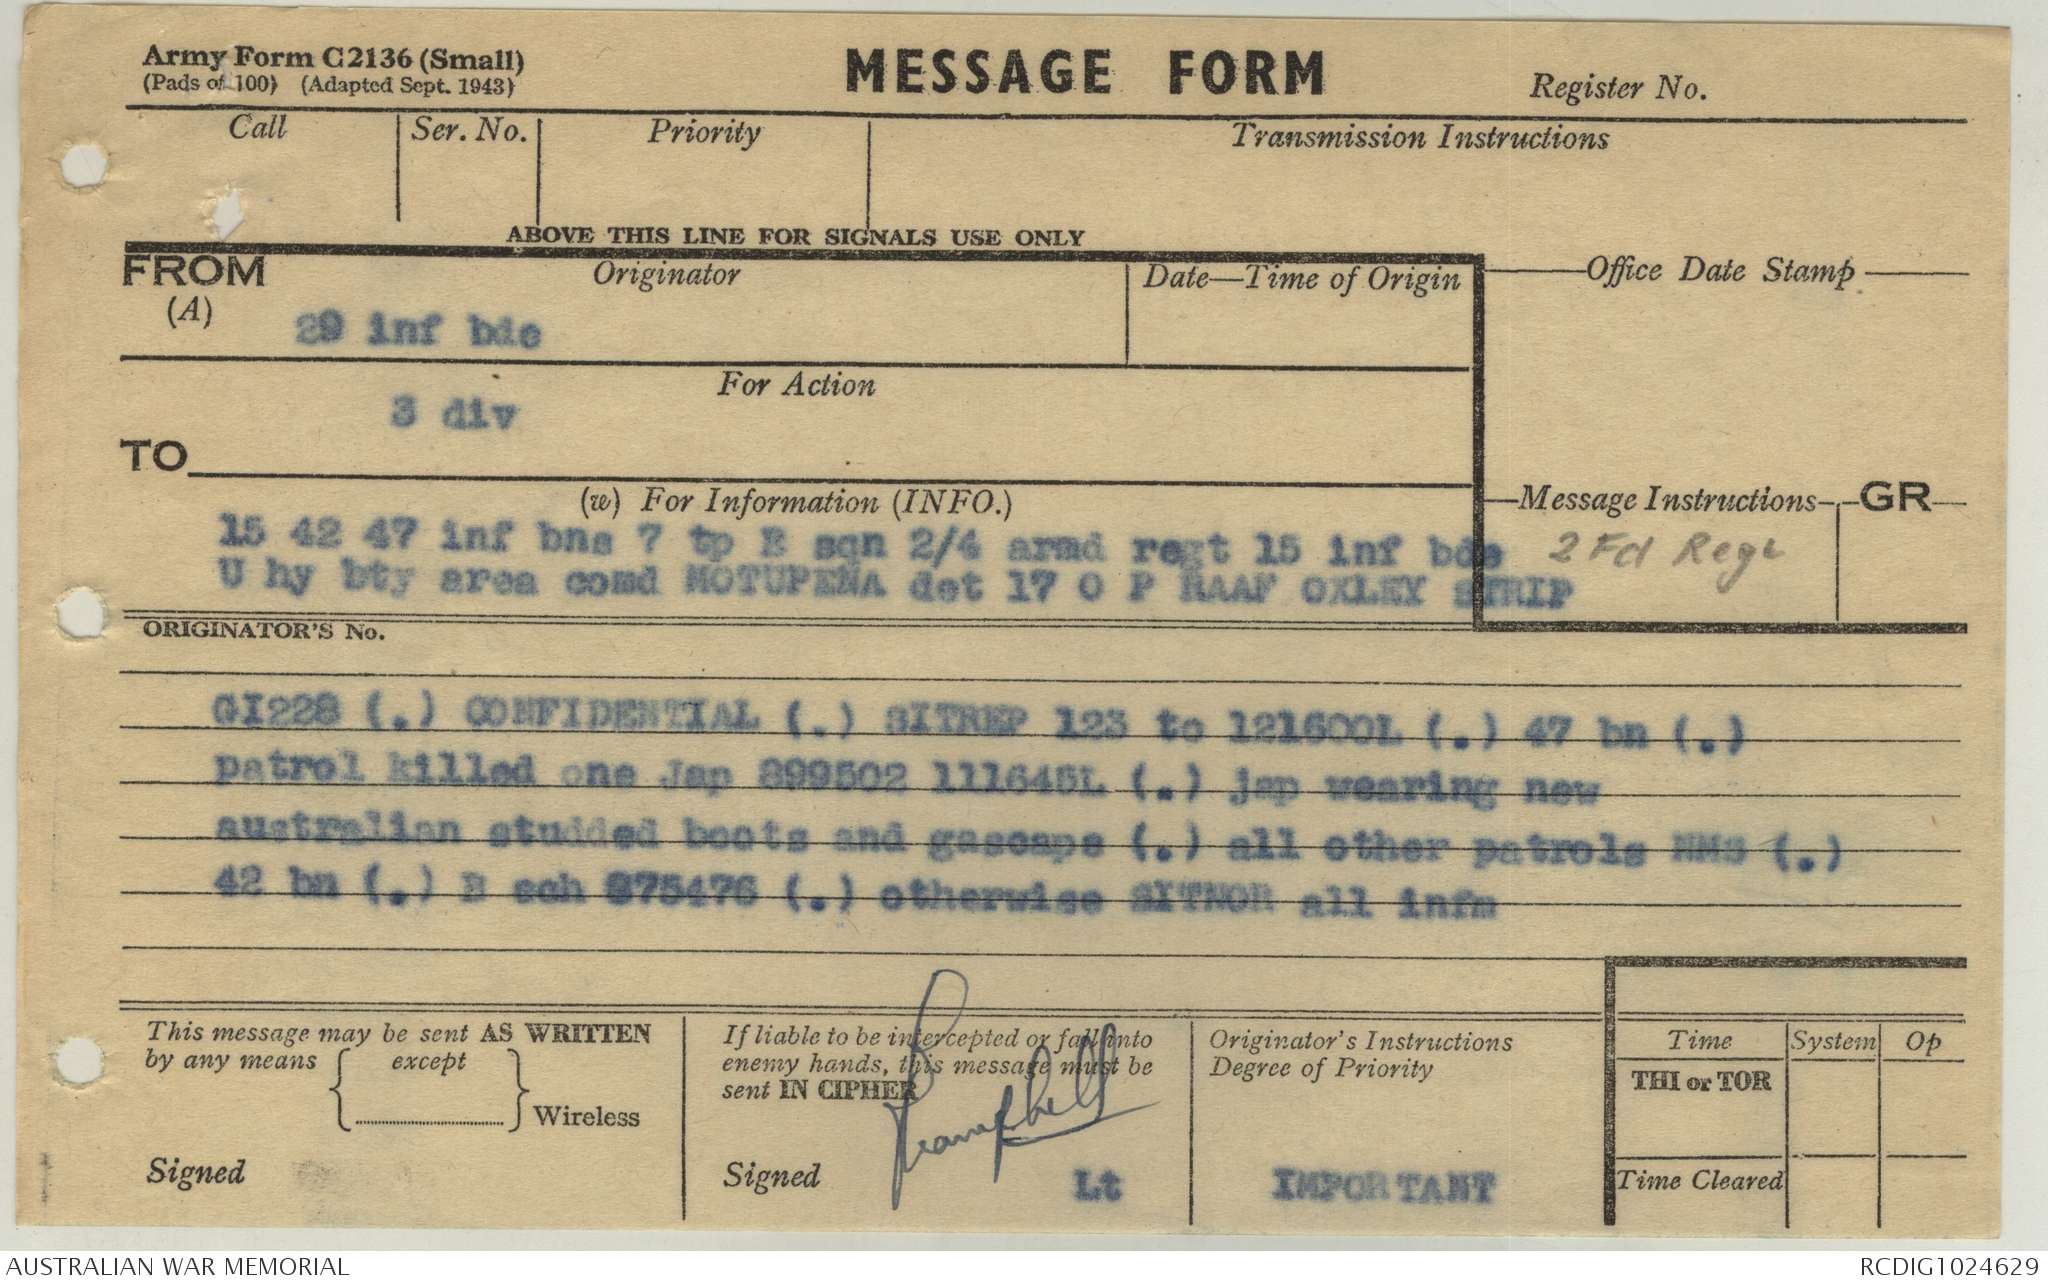 Army Form C2136 (Small)
(Pads of 100) (Adapted Sept. 1943)
MESSAGE FORM
Register No.
Call
Ser. No.
Priority
Transmission Instructions
ABOVE THIS LINE FOR SIGNALS USE ONLY
FROM
(A)
Originator
Date—Time of Origin
Office Date Stamp
29 inf bde
For Action
3 div
TO
(w) For Information (INFO.)
Message Instructions
GR
15 42 47 inf bns 7 tp B sqn 2/4 armd regt 15 inf bde
2 Fd Regt
U hy bty area comd MOTUPENA det 17 O P RAAF OXLEY STRIP
ORIGINATOR'S No.
GI228 (.) CONFIDENTIAL (.) SITREP 123 to 121600L (.) 47 bn (.)
patrol killed one Jap 899502 111645L (.) jap wearing new
australian studded boots and gascape (.) all other patrols NMS (.)
42 bn (.) B ech 875476 (.) otherwise SITNOR all infm
This message may be sent AS WRITTEN
by any means
except
Wireless
Signed
If liable to be intercepted or fall into
enemy hands, this message must be
sent IN CIPHER
Signed
Lt
Originator's Instructions
Degree of Priority
IMPORTANT
Time
System
Op
THI or TOR
Time Cleared
AUSTRALIAN WAR MEMORIAL
RCDIG1024629